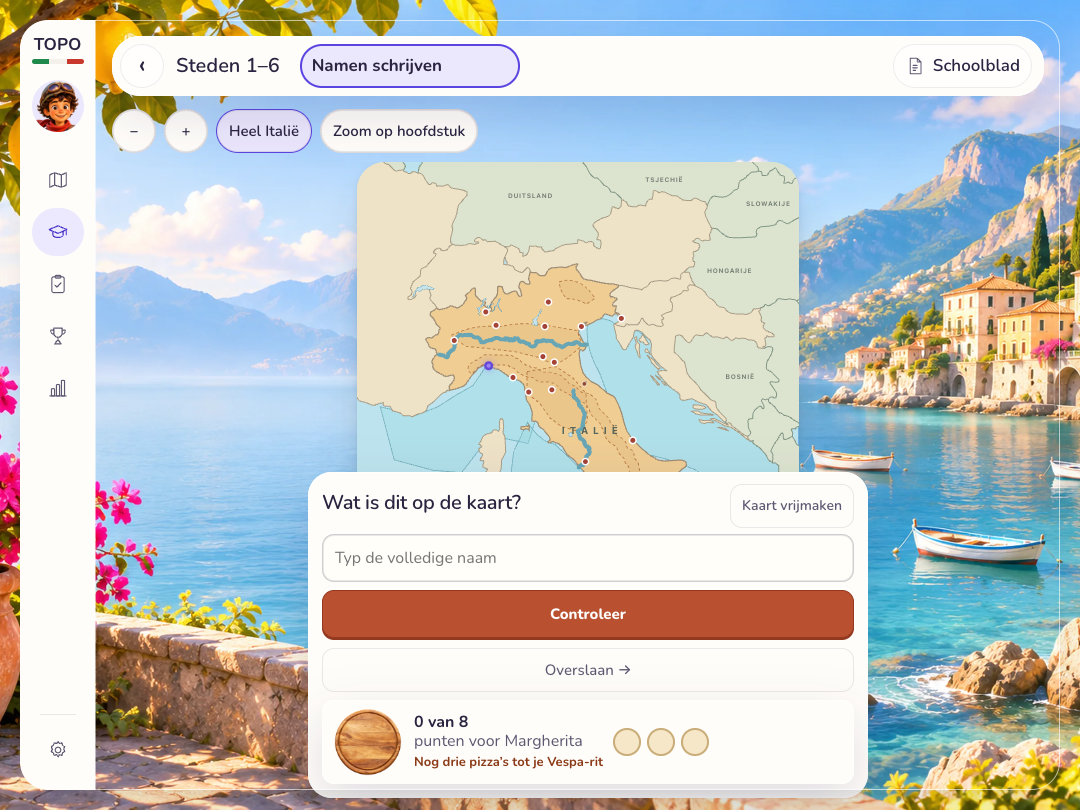 TOPO
‹
Steden 1–6
Namen schrijven
Schoolblad
−
+
Heel Italië
Zoom op hoofdstuk
DUITSLAND
TSJECHIË
SLOWAKIJE
HONGARIJE
BOSNIË
ITALIË
Wat is dit op de kaart?
Kaart vrijmaken
Typ de volledige naam
Controleer
Overslaan →
0 van 8
punten voor Margherita
Nog drie pizza's tot je Vespa-rit